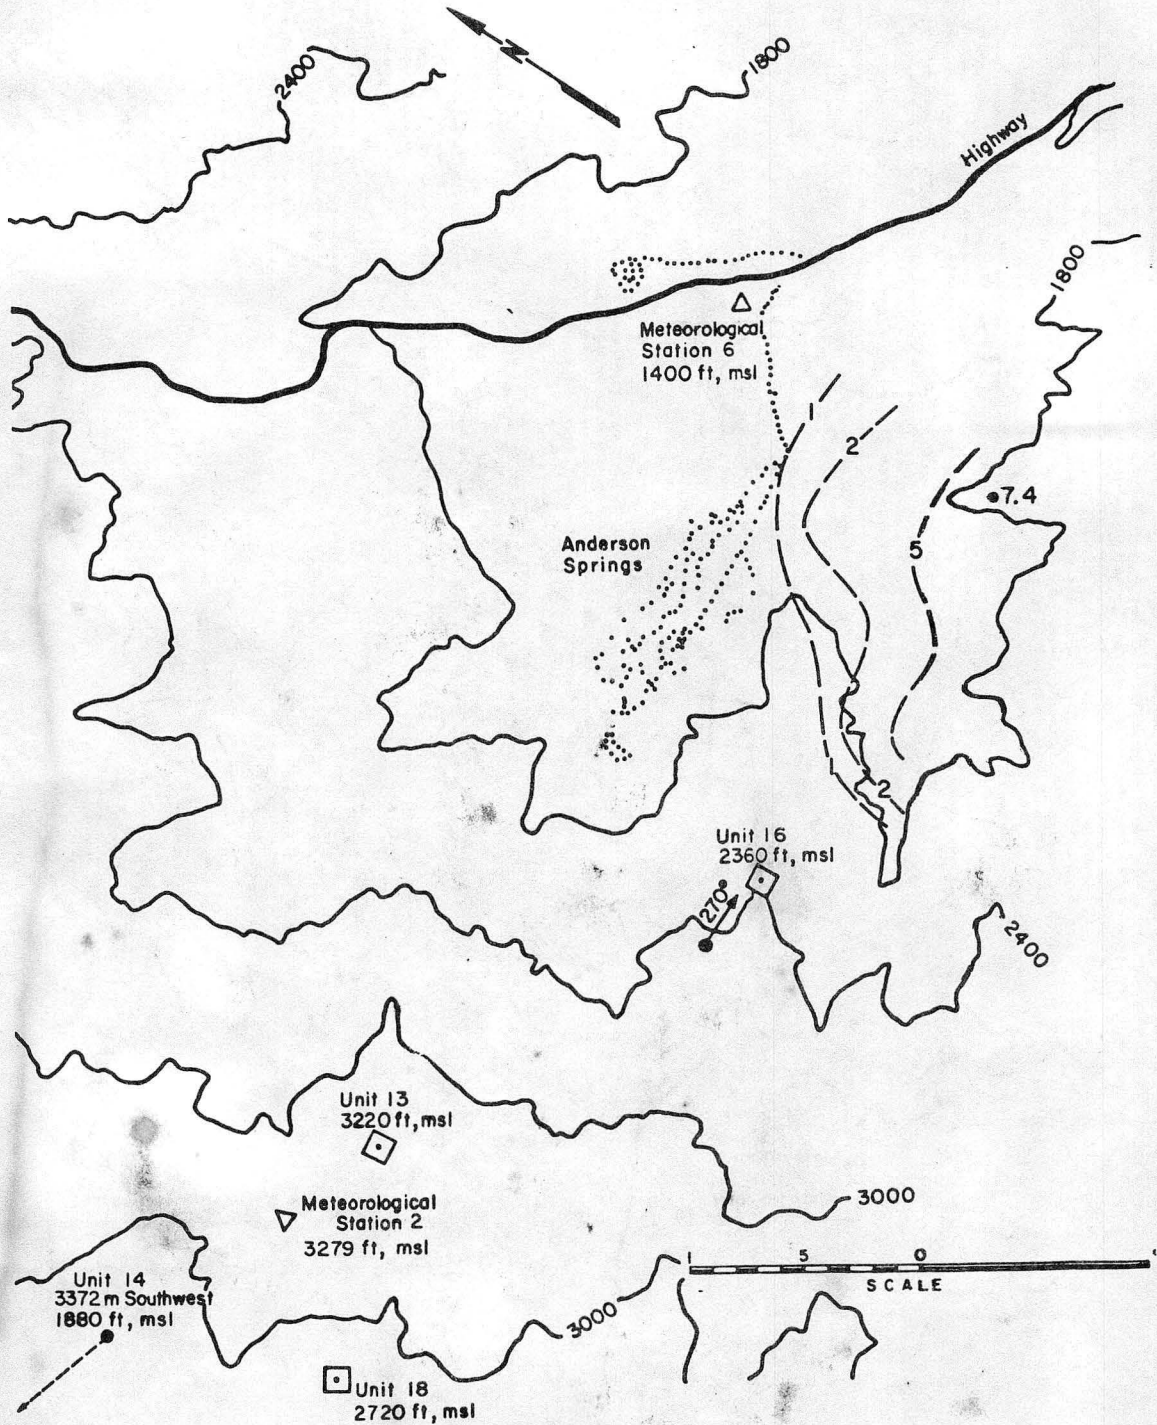 N
2400
1800
Highway
1800
Meteorological
Station 6
1400 ft, msl
1
2
7.4
5
Anderson
Springs
2
Unit 16
2360 ft, msl
270°
2400
Unit 13
3220 ft, msl
3000
Meteorological
Station 2
3279 ft, msl
1 5 0
SCALE
Unit 14
3372 m Southwest
1880 ft, msl
3000
Unit 18
2720 ft, msl